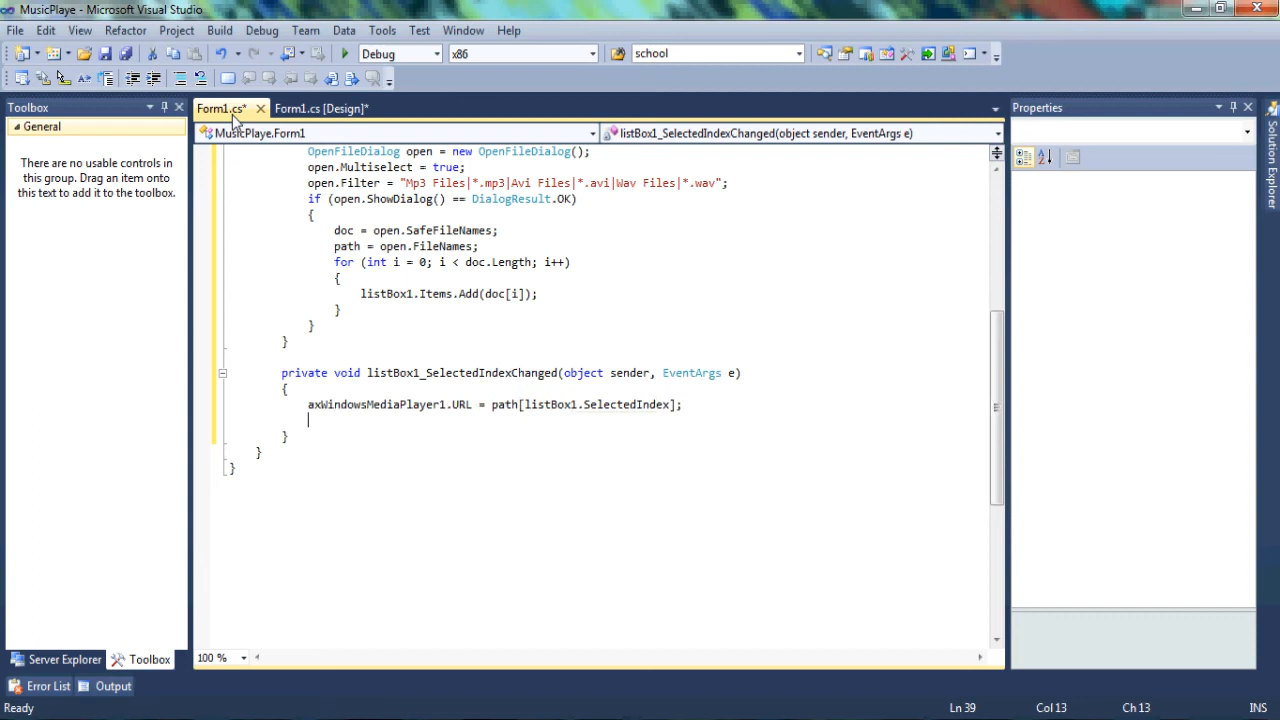 MusicPlaye - Microsoft Visual Studio
File Edit View Refactor Project Build Debug Team Data Tools Test Window Help
Debug x86 school
Toolbox
General
There are no usable controls in
this group. Drag an item onto
this text to add it to the toolbox.
Server Explorer Toolbox
Form1.cs* Form1.cs [Design]*
MusicPlaye.Form1 listBox1_SelectedIndexChanged(object sender, EventArgs e)
OpenFileDialog open = new OpenFileDialog();
open.Multiselect = true;
open.Filter = "Mp3 Files|*.mp3|Avi Files|*.avi|Wav Files|*.wav";
if (open.ShowDialog() == DialogResult.OK)
{
doc = open.SafeFileNames;
path = open.FileNames;
for (int i = 0; i < doc.Length; i++)
{
listBox1.Items.Add(doc[i]);
}
}
}
private void listBox1_SelectedIndexChanged(object sender, EventArgs e)
{
axWindowsMediaPlayer1.URL = path[listBox1.SelectedIndex];
}
}
}
100 %
Properties
Solution Explorer
Error List Output
Ready Ln 39 Col 13 Ch 13 INS